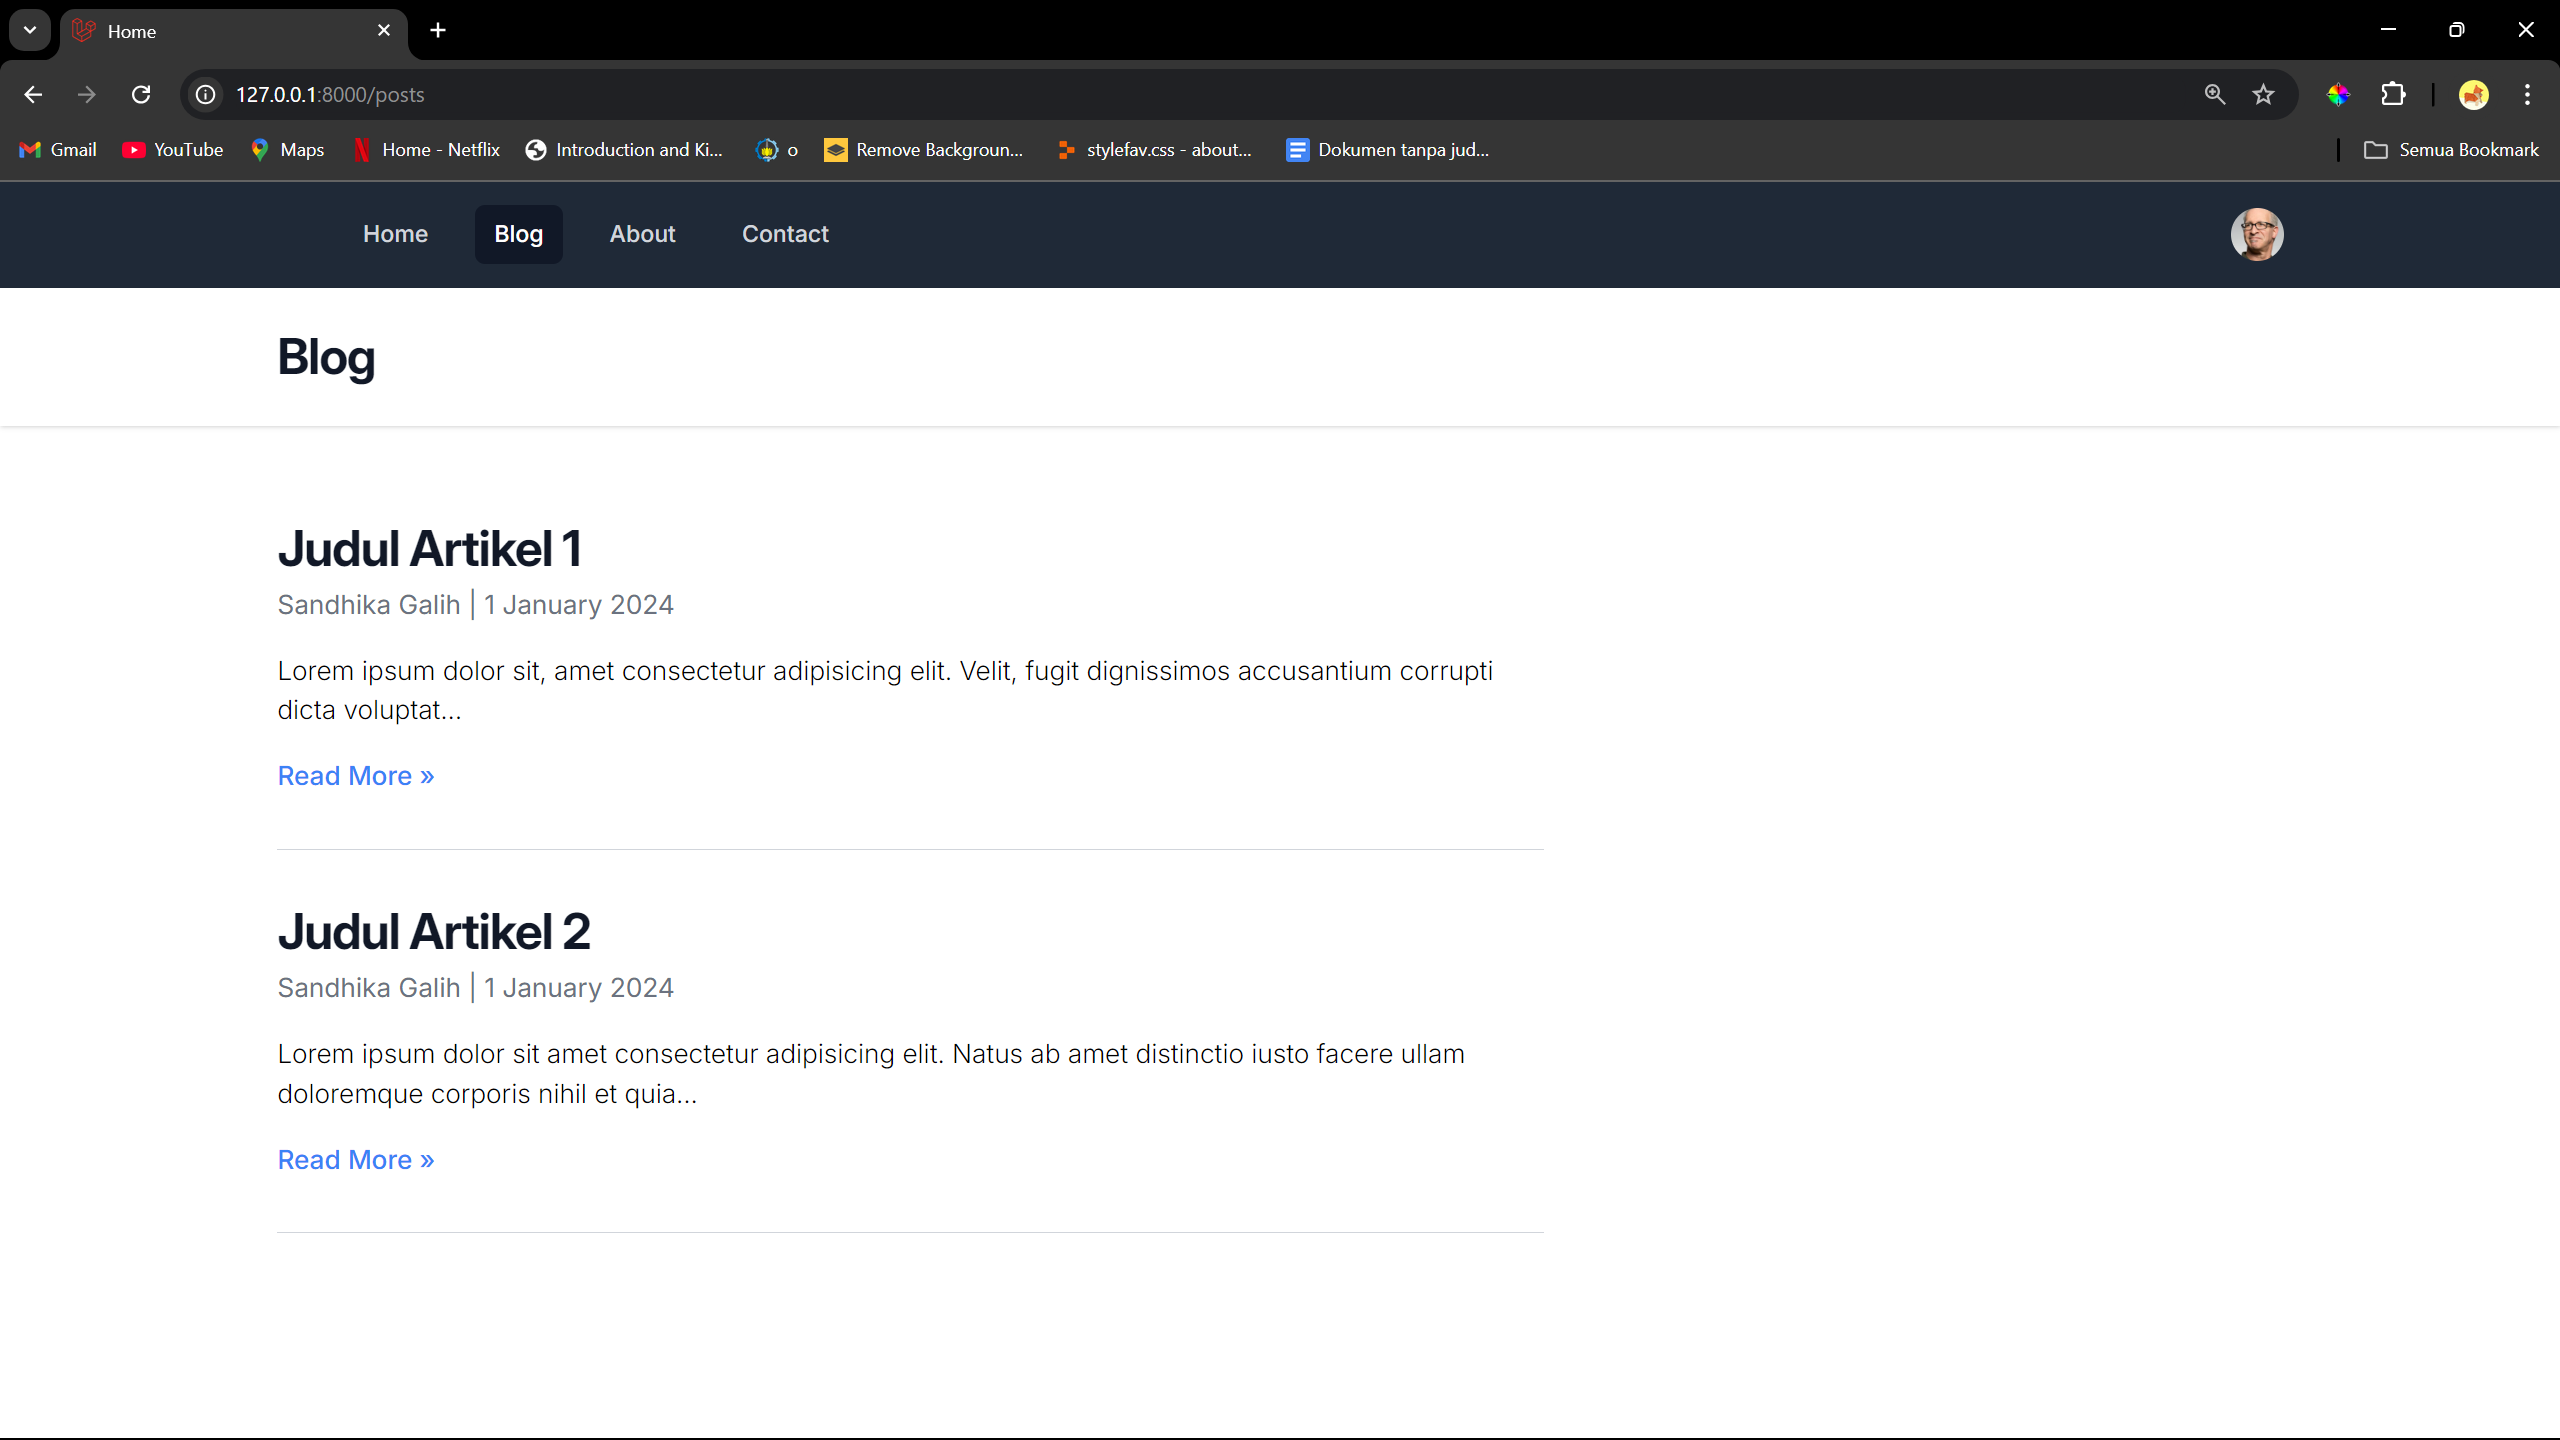 Home
127.0.0.1:8000/posts
Gmail YouTube Maps Home - Netflix Introduction and Ki... o Remove Backgroun... stylefav.css - about... Dokumen tanpa jud... Semua Bookmark
Home Blog About Contact
Blog
Judul Artikel 1
Sandhika Galih | 1 January 2024
Lorem ipsum dolor sit, amet consectetur adipisicing elit. Velit, fugit dignissimos accusantium corrupti
dicta voluptat...
Read More »
Judul Artikel 2
Sandhika Galih | 1 January 2024
Lorem ipsum dolor sit amet consectetur adipisicing elit. Natus ab amet distinctio iusto facere ullam
doloremque corporis nihil et quia...
Read More »